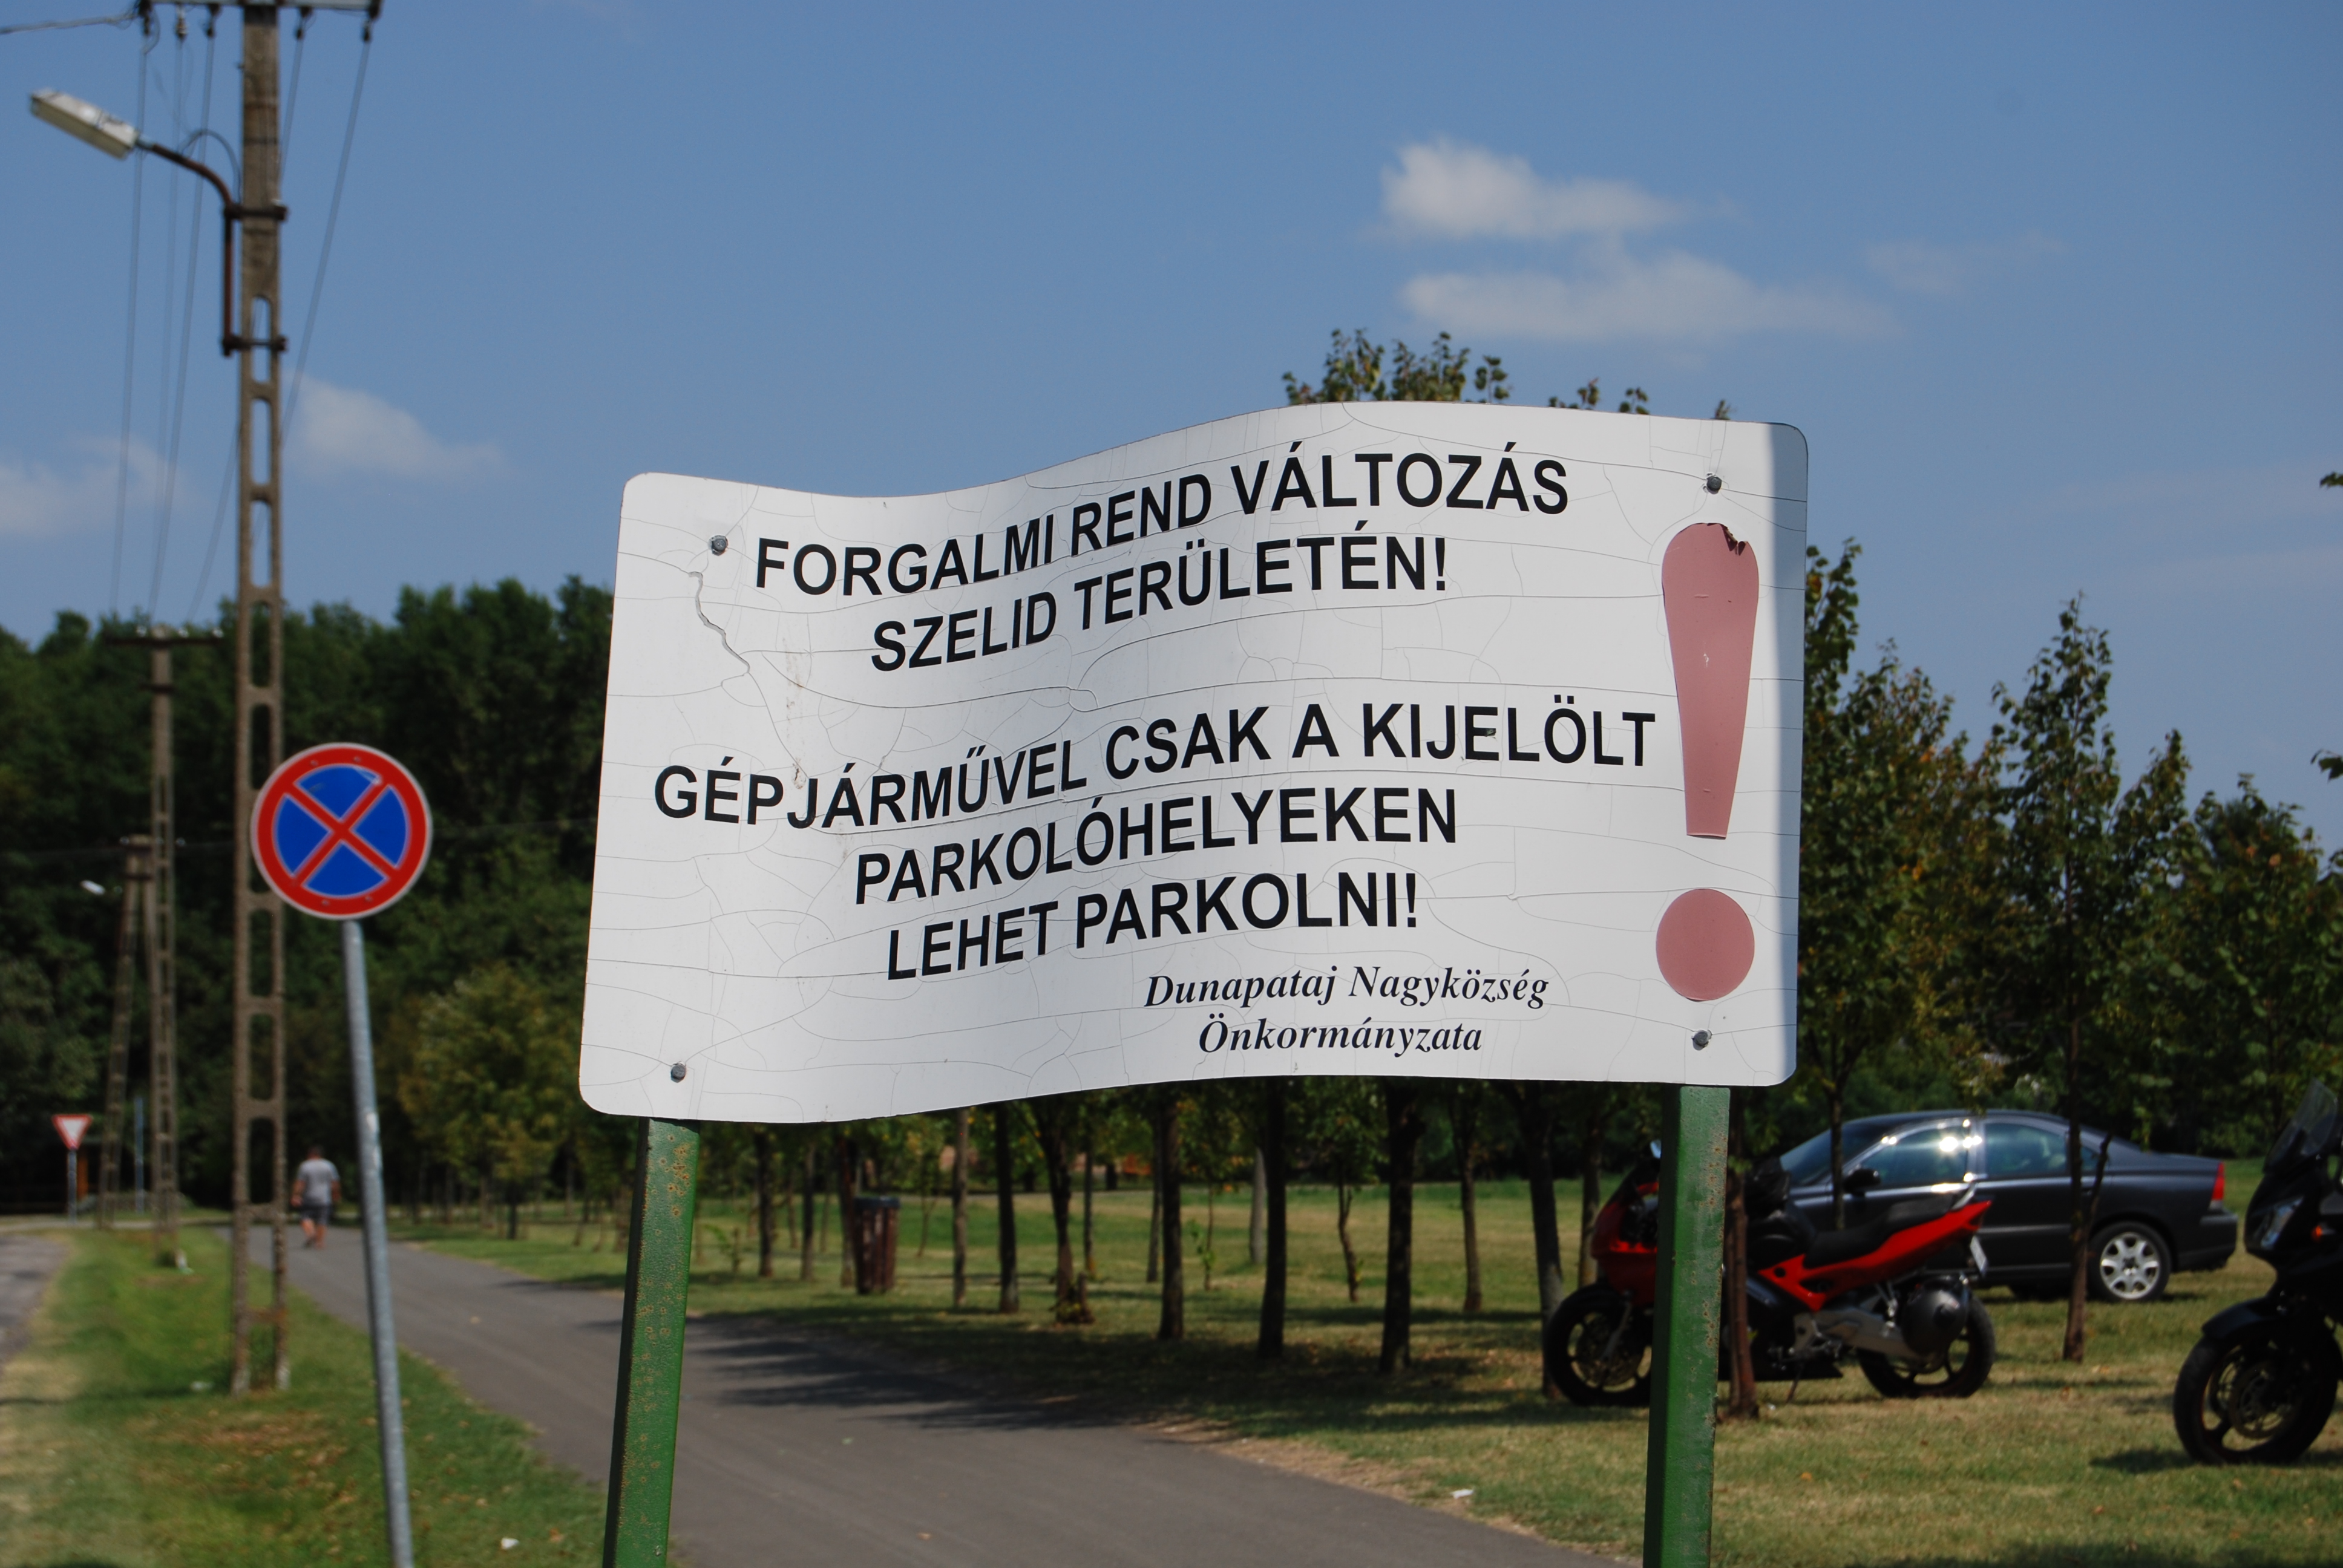 FORGALMI REND VÁLTOZÁS
SZELID TERÜLETÉN!
GÉPJÁRMŰVEL CSAK A KIJELÖLT
PARKOLÓHELYEKEN
LEHET PARKOLNI!
Dunapataj Nagyközség
Önkormányzata